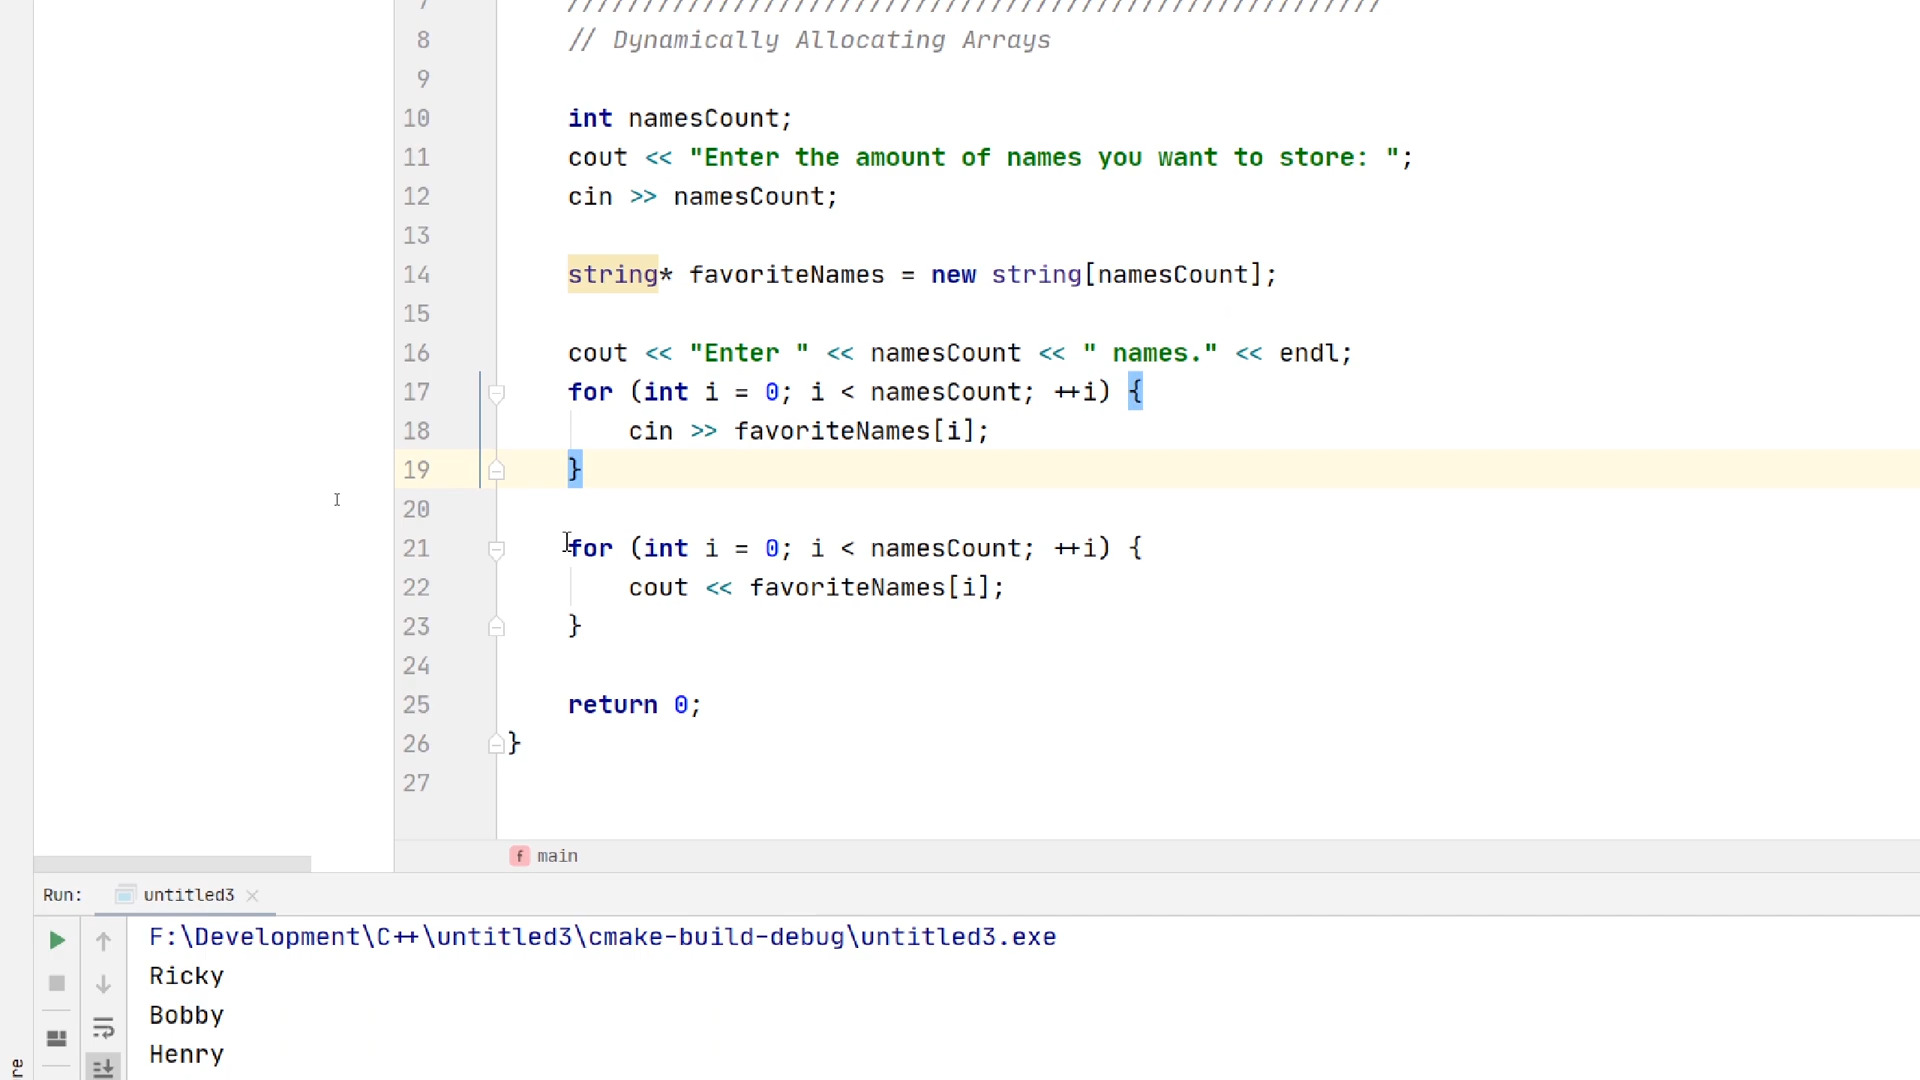 7 //////////////////////////////////////////////////////
8 // Dynamically Allocating Arrays
9
10 int namesCount;
11 cout << "Enter the amount of names you want to store: ";
12 cin >> namesCount;
13
14 string* favoriteNames = new string[namesCount];
15
16 cout << "Enter " << namesCount << " names." << endl;
17 for (int i = 0; i < namesCount; ++i) {
18 cin >> favoriteNames[i];
19 }
20
21 for (int i = 0; i < namesCount; ++i) {
22 cout << favoriteNames[i];
23 }
24
25 return 0;
26 }
27
f main
Run: untitled3
F:\Development\C++\untitled3\cmake-build-debug\untitled3.exe
Ricky
Bobby
Henry